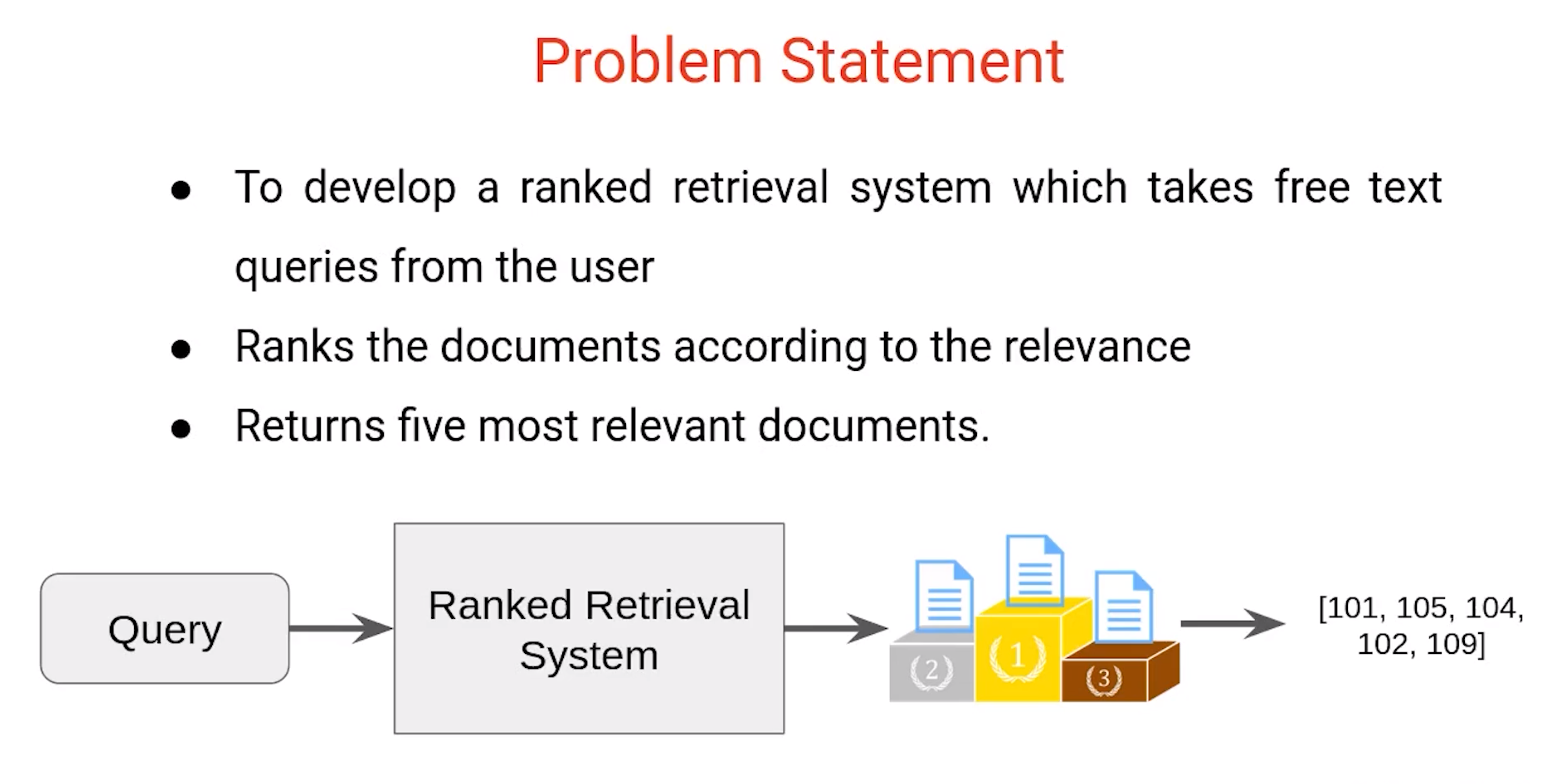 Problem Statement
● To develop a ranked retrieval system which takes free text
queries from the user
● Ranks the documents according to the relevance
● Returns five most relevant documents.
Query
Ranked Retrieval
System
2
1
3
[101, 105, 104,
102, 109]